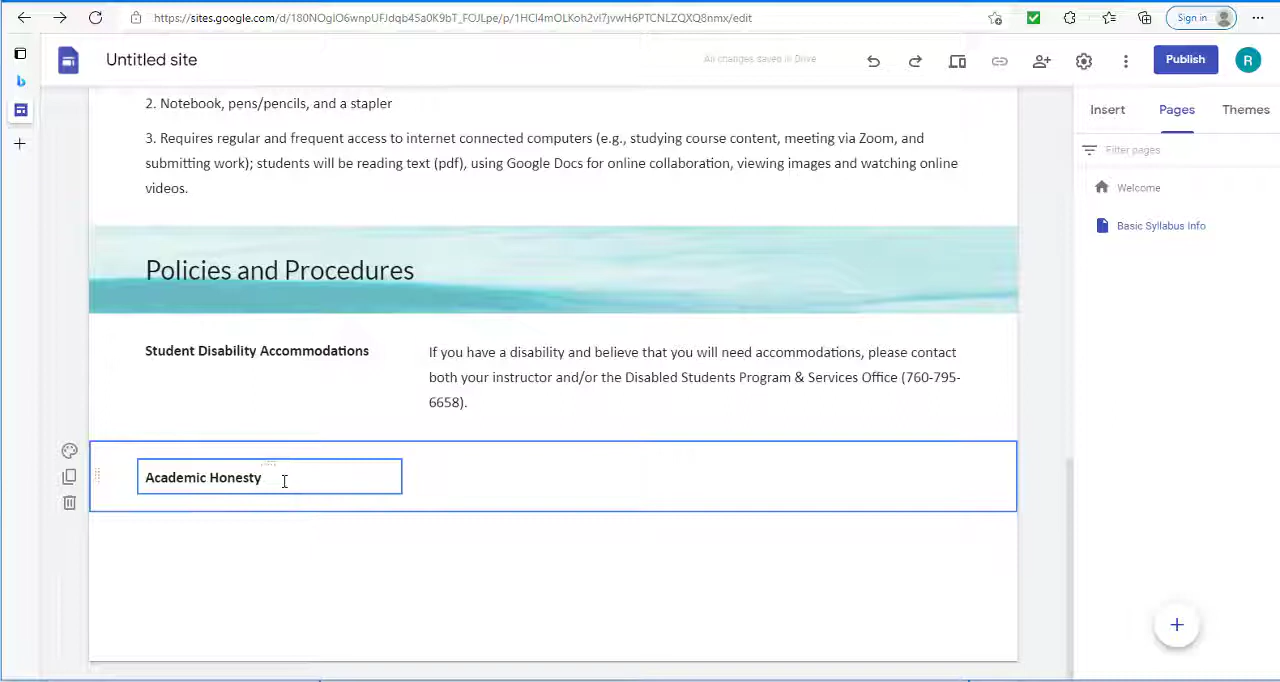 https://sites.google.com/d/180NOgIO6wnpUFJdqb45a0K9bT_FOJLpe/p/1HCl4mOLKoh2vI7jvwH6PTCNLZQXQ8nmx/edit
Sign in
Untitled site
All changes saved in Drive
Publish
R
Insert
Pages
Themes
Filter pages
Welcome
Basic Syllabus Info
2. Notebook, pens/pencils, and a stapler
3. Requires regular and frequent access to internet connected computers (e.g., studying course content, meeting via Zoom, and
submitting work); students will be reading text (pdf), using Google Docs for online collaboration, viewing images and watching online
videos.
Policies and Procedures
Student Disability Accommodations
If you have a disability and believe that you will need accommodations, please contact
both your instructor and/or the Disabled Students Program & Services Office (760-795-
6658).
Academic Honesty